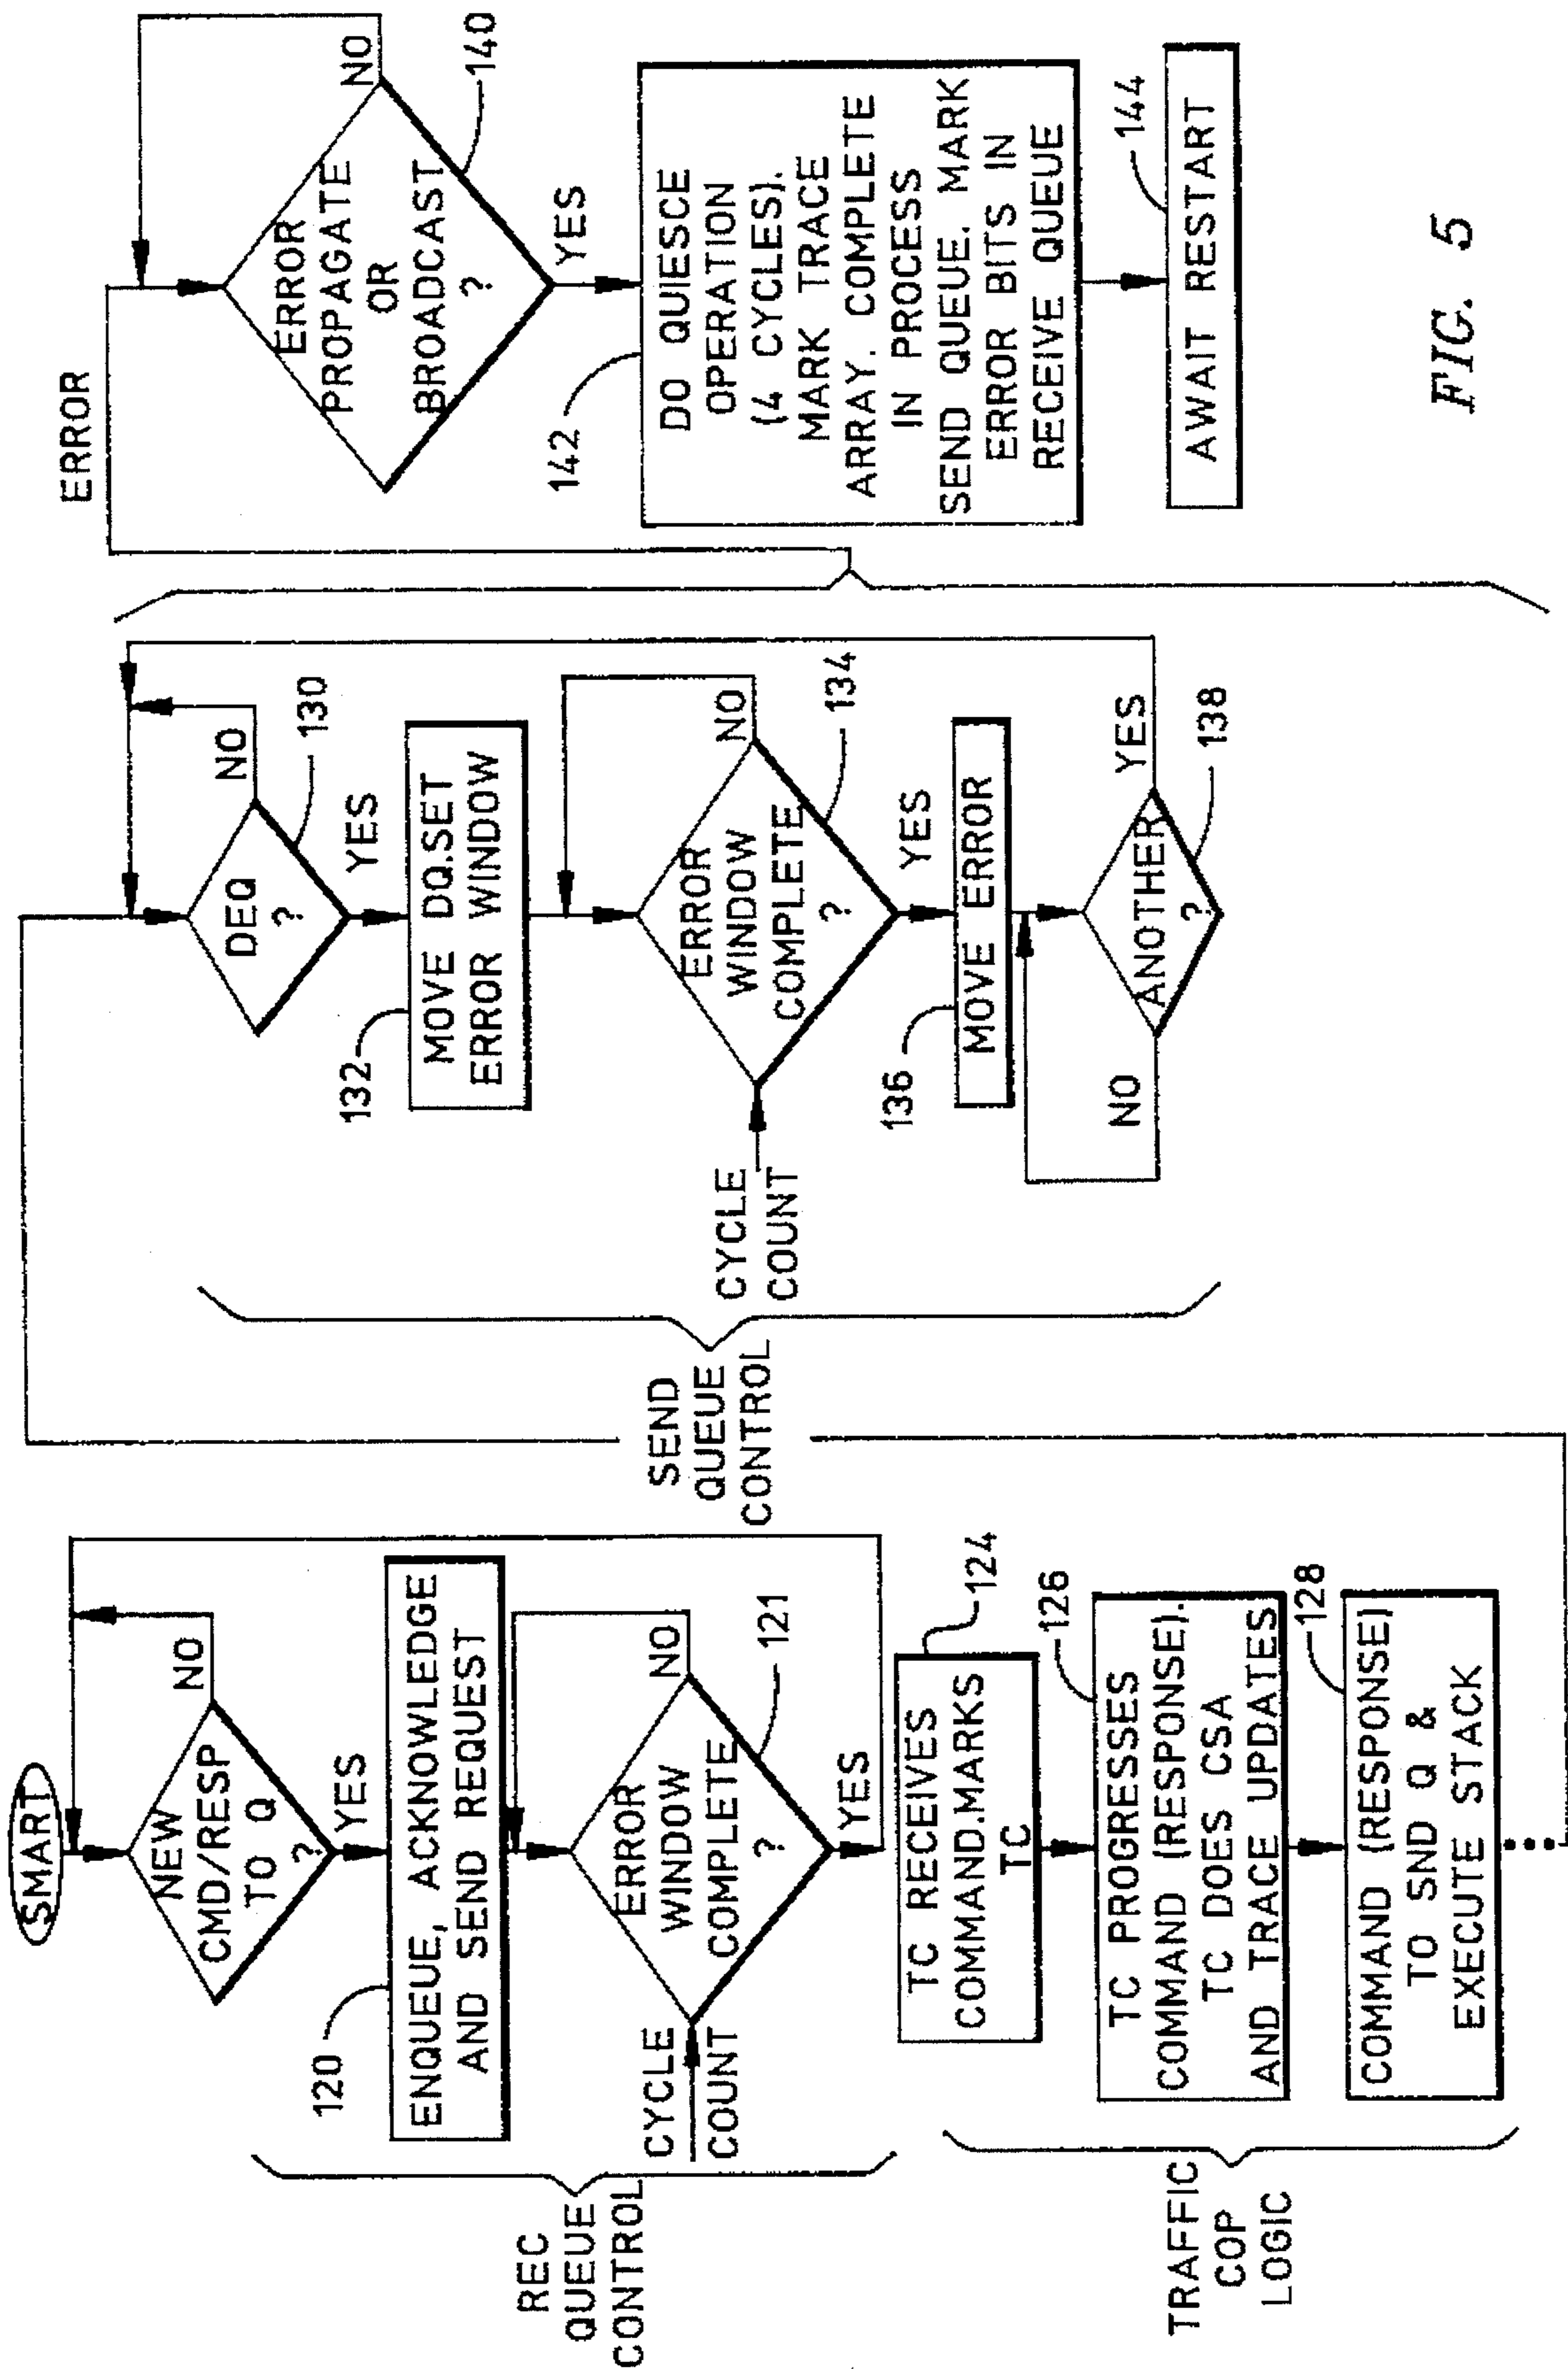 SMART
NEW
CMD/RESP
TO Q
?
NO
YES
120
ENQUEUE, ACKNOWLEDGE
AND SEND REQUEST
CYCLE
COUNT
ERROR
WINDOW
COMPLETE
?
NO
121
YES
REC
QUEUE
CONTROL
TC RECEIVES
COMMAND.MARKS
TC
124
TC PROGRESSES
COMMAND (RESPONSE).
TC DOES CSA
AND TRACE UPDATES
126
COMMAND (RESPONSE)
TO SND Q &
EXECUTE STACK
128
TRAFFIC
COP
LOGIC
SEND
QUEUE
CONTROL
DEQ
?
NO
130
YES
132
MOVE DQ.SET
ERROR WINDOW
CYCLE
COUNT
ERROR
WINDOW
COMPLETE
?
NO
134
YES
136
MOVE ERROR
NO
ANOTHER
?
YES
138
ERROR
ERROR
PROPAGATE
OR
BROADCAST
?
NO
140
YES
142
DO QUIESCE
OPERATION
(4 CYCLES).
MARK TRACE
ARRAY. COMPLETE
IN PROCESS
SEND QUEUE. MARK
ERROR BITS IN
RECEIVE QUEUE
144
AWAIT RESTART
FIG. 5